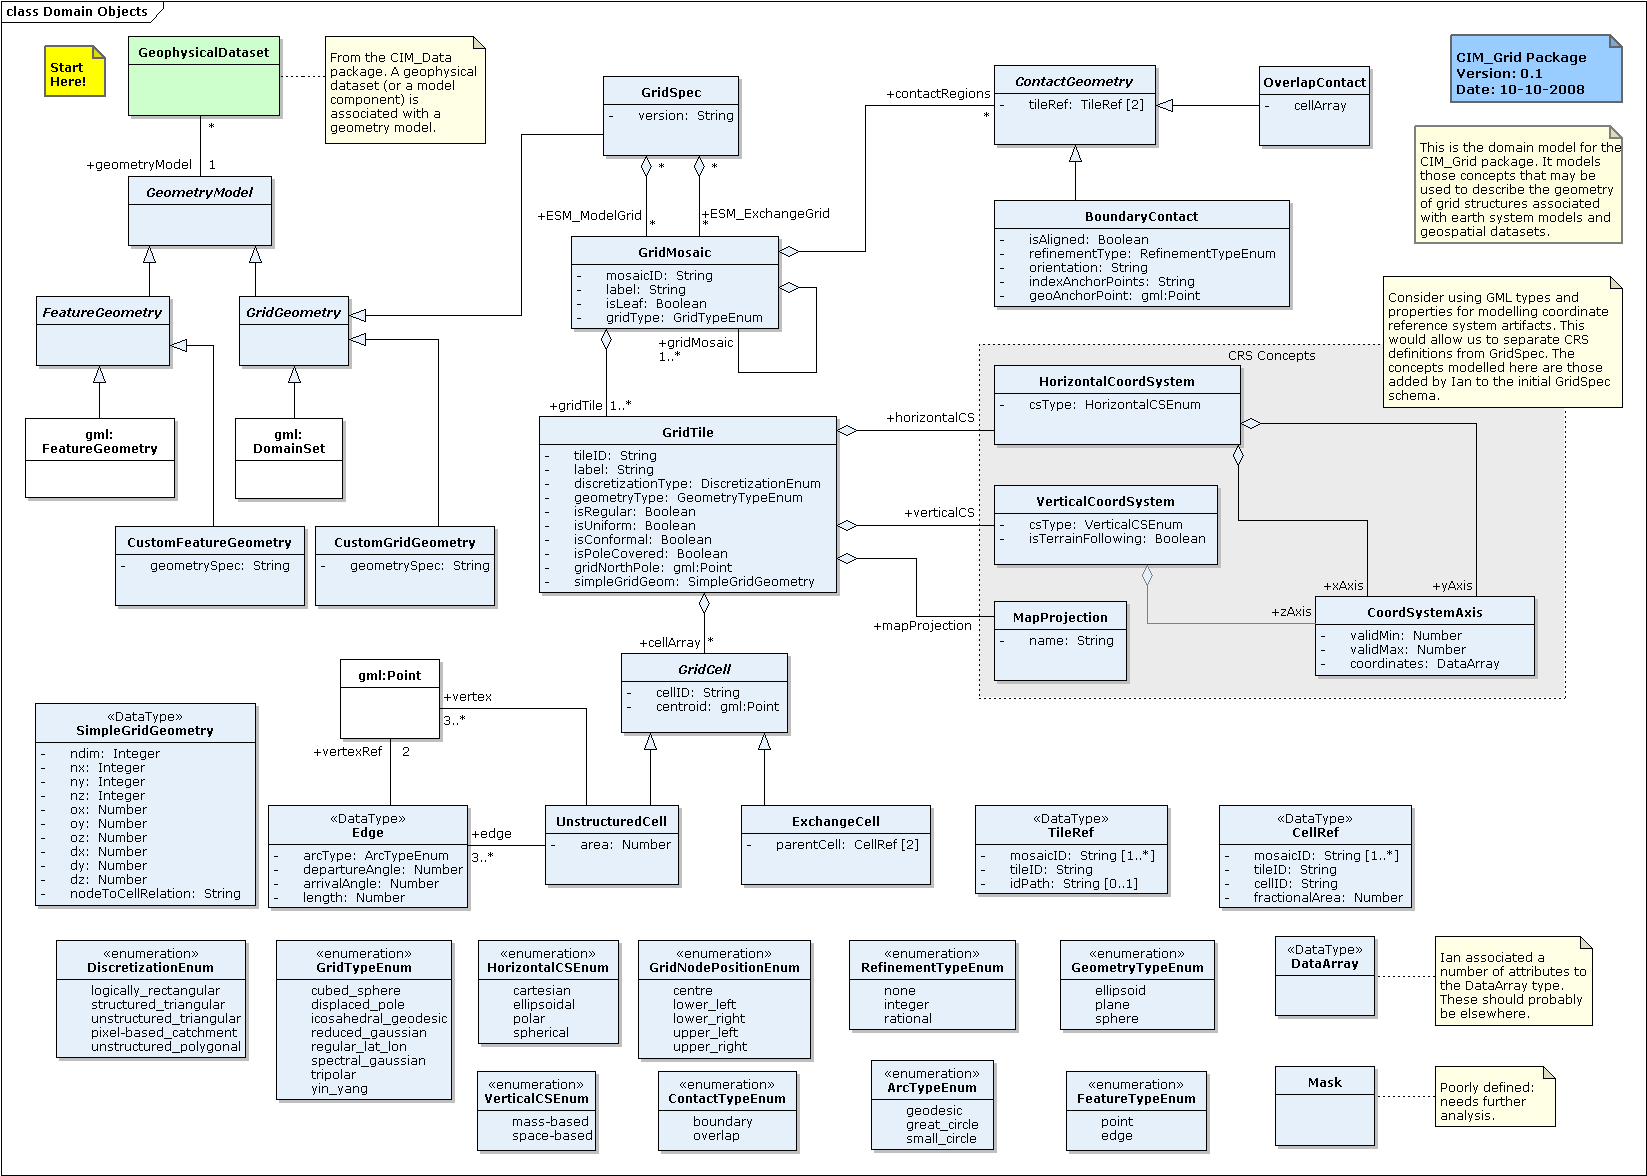 class Domain Objects
Start
Here!
GeophysicalDataset
From the CIM_Data
package. A geophysical
dataset (or a model
component) is
associated with a
geometry model.
*
+geometryModel
1
GeometryModel
FeatureGeometry
GridGeometry
gml:
FeatureGeometry
gml:
DomainSet
CustomFeatureGeometry
- geometrySpec: String
CustomGridGeometry
- geometrySpec: String
GridSpec
- version: String
*
*
+ESM_ModelGrid
*
+ESM_ExchangeGrid
*
GridMosaic
- mosaicID: String
- label: String
- isLeaf: Boolean
- gridType: GridTypeEnum
+gridMosaic
1..*
+gridTile
1..*
+contactRegions
*
ContactGeometry
- tileRef: TileRef [2]
OverlapContact
- cellArray
BoundaryContact
- isAligned: Boolean
- refinementType: RefinementTypeEnum
- orientation: String
- indexAnchorPoints: String
- geoAnchorPoint: gml:Point
CIM_Grid Package
Version: 0.1
Date: 10-10-2008
This is the domain model for the
CIM_Grid package. It models
those concepts that may be
used to describe the geometry
of grid structures associated
with earth system models and
geospatial datasets.
Consider using GML types and
properties for modelling coordinate
reference system artifacts. This
would allow us to separate CRS
definitions from GridSpec. The
concepts modelled here are those
added by Ian to the initial GridSpec
schema.
GridTile
- tileID: String
- label: String
- discretizationType: DiscretizationEnum
- geometryType: GeometryTypeEnum
- isRegular: Boolean
- isUniform: Boolean
- isConformal: Boolean
- isPoleCovered: Boolean
- gridNorthPole: gml:Point
- simpleGridGeom: SimpleGridGeometry
+horizontalCS
+verticalCS
+mapProjection
CRS Concepts
HorizontalCoordSystem
- csType: HorizontalCSEnum
VerticalCoordSystem
- csType: VerticalCSEnum
- isTerrainFollowing: Boolean
MapProjection
- name: String
+xAxis
+yAxis
+zAxis
CoordSystemAxis
- validMin: Number
- validMax: Number
- coordinates: DataArray
+cellArray
*
GridCell
- cellID: String
- centroid: gml:Point
gml:Point
+vertex
3..*
+vertexRef
2
«DataType»
SimpleGridGeometry
- ndim: Integer
- nx: Integer
- ny: Integer
- nz: Integer
- ox: Number
- oy: Number
- oz: Number
- dx: Number
- dy: Number
- dz: Number
- nodeToCellRelation: String
«DataType»
Edge
- arcType: ArcTypeEnum
- departureAngle: Number
- arrivalAngle: Number
- length: Number
+edge
3..*
UnstructuredCell
- area: Number
ExchangeCell
- parentCell: CellRef [2]
«DataType»
TileRef
- mosaicID: String [1..*]
- tileID: String
- idPath: String [0..1]
«DataType»
CellRef
- mosaicID: String [1..*]
- tileID: String
- cellID: String
- fractionalArea: Number
«enumeration»
DiscretizationEnum
logically_rectangular
structured_triangular
unstructured_triangular
pixel-based_catchment
unstructured_polygonal
«enumeration»
GridTypeEnum
cubed_sphere
displaced_pole
icosahedral_geodesic
reduced_gaussian
regular_lat_lon
spectral_gaussian
tripolar
yin_yang
«enumeration»
HorizontalCSEnum
cartesian
ellipsoidal
polar
spherical
«enumeration»
GridNodePositionEnum
centre
lower_left
lower_right
upper_left
upper_right
«enumeration»
RefinementTypeEnum
none
integer
rational
«enumeration»
GeometryTypeEnum
ellipsoid
plane
sphere
«DataType»
DataArray
Ian associated a
number of attributes to
the DataArray type.
These should probably
be elsewhere.
«enumeration»
VerticalCSEnum
mass-based
space-based
«enumeration»
ContactTypeEnum
boundary
overlap
«enumeration»
ArcTypeEnum
geodesic
great_circle
small_circle
«enumeration»
FeatureTypeEnum
point
edge
Mask
Poorly defined:
needs further
analysis.